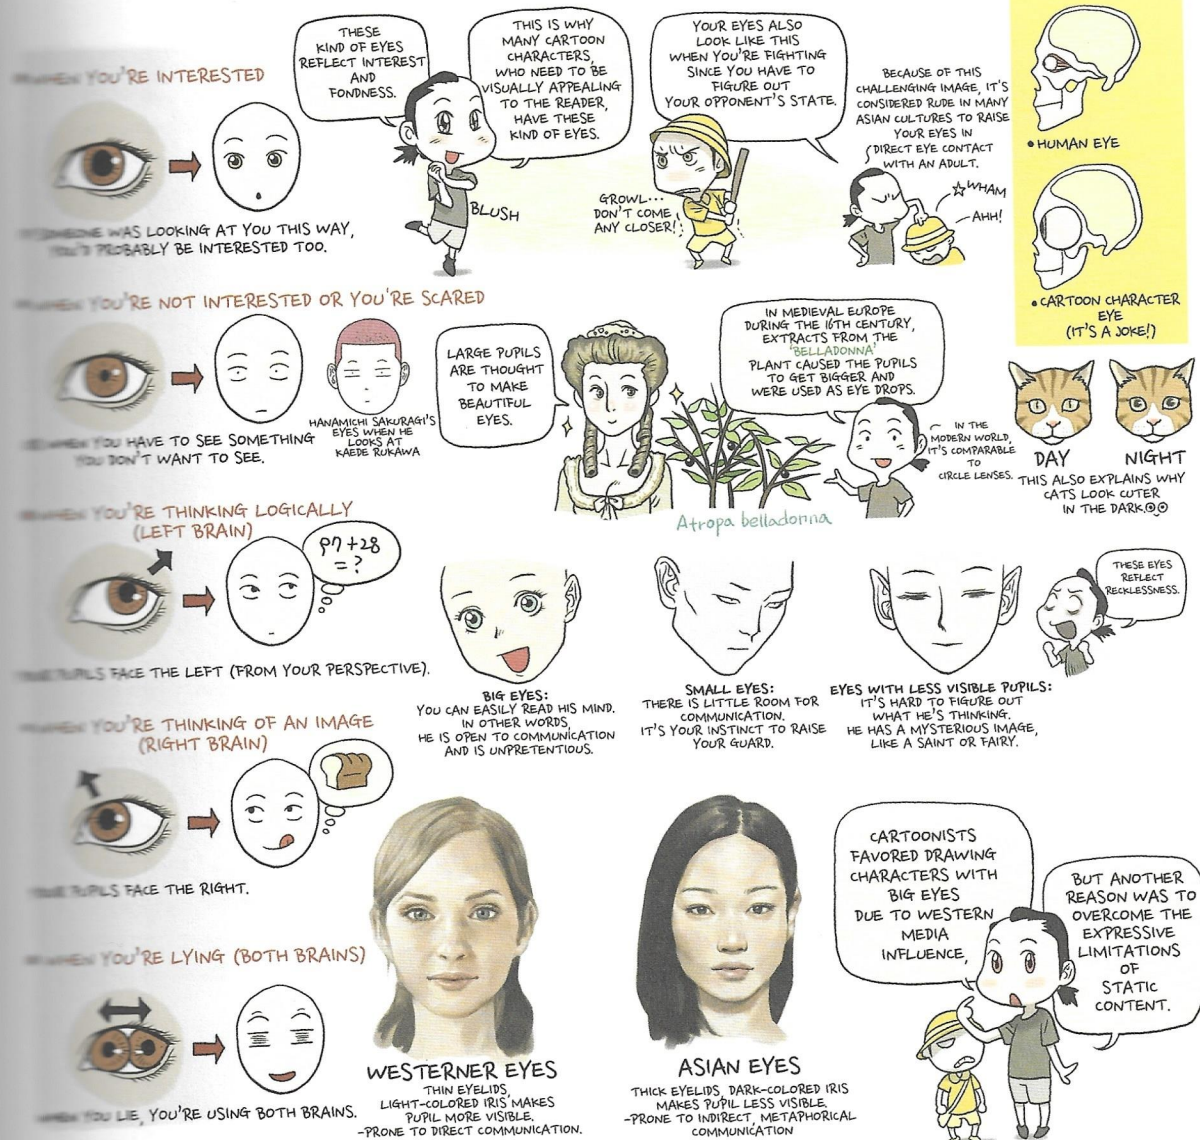 WHEN YOU'RE INTERESTED
SOMEONE WAS LOOKING AT YOU THIS WAY,
YOU'D PROBABLY BE INTERESTED TOO.
THESE
KIND OF EYES
REFLECT INTEREST
AND
FONDNESS.
THIS IS WHY
MANY CARTOON
CHARACTERS,
WHO NEED TO BE
VISUALLY APPEALING
TO THE READER,
HAVE THESE
KIND OF EYES.
BLUSH
YOUR EYES ALSO
LOOK LIKE THIS
WHEN YOU'RE FIGHTING
SINCE YOU HAVE TO
FIGURE OUT
YOUR OPPONENT'S STATE.
GROWL...
DON'T COME
ANY CLOSER!
BECAUSE OF THIS
CHALLENGING IMAGE, IT'S
CONSIDERED RUDE IN MANY
ASIAN CULTURES TO RAISE
YOUR EYES IN
DIRECT EYE CONTACT
WITH AN ADULT.
WHAM
AHH!
• HUMAN EYE
• CARTOON CHARACTER
EYE
(IT'S A JOKE!)
WHEN YOU'RE NOT INTERESTED OR YOU'RE SCARED
WHEN YOU HAVE TO SEE SOMETHING
YOU DON'T WANT TO SEE.
HANAMICHI SAKURAGI'S
EYES WHEN HE
LOOKS AT
KAEDE RUKAWA
LARGE PUPILS
ARE THOUGHT
TO MAKE
BEAUTIFUL
EYES.
IN MEDIEVAL EUROPE
DURING THE 16TH CENTURY,
EXTRACTS FROM THE
'BELLADONNA'
PLANT CAUSED THE PUPILS
TO GET BIGGER AND
WERE USED AS EYE DROPS.
IN THE
MODERN WORLD,
IT'S COMPARABLE
TO
CIRCLE LENSES.
Atropa belladonna
DAY
NIGHT
THIS ALSO EXPLAINS WHY
CATS LOOK CUTER
IN THE DARK.
WHEN YOU'RE THINKING LOGICALLY
(LEFT BRAIN)
97+28
=?
YOUR PUPILS FACE THE LEFT (FROM YOUR PERSPECTIVE).
BIG EYES:
YOU CAN EASILY READ HIS MIND.
IN OTHER WORDS,
HE IS OPEN TO COMMUNICATION
AND IS UNPRETENTIOUS.
SMALL EYES:
THERE IS LITTLE ROOM FOR
COMMUNICATION.
IT'S YOUR INSTINCT TO RAISE
YOUR GUARD.
EYES WITH LESS VISIBLE PUPILS:
IT'S HARD TO FIGURE OUT
WHAT HE'S THINKING.
HE HAS A MYSTERIOUS IMAGE,
LIKE A SAINT OR FAIRY.
THESE EYES
REFLECT
RECKLESSNESS.
WHEN YOU'RE THINKING OF AN IMAGE
(RIGHT BRAIN)
YOUR PUPILS FACE THE RIGHT.
WHEN YOU'RE LYING (BOTH BRAINS)
WHEN YOU LIE, YOU'RE USING BOTH BRAINS.
WESTERNER EYES
THIN EYELIDS,
LIGHT-COLORED IRIS MAKES
PUPIL MORE VISIBLE.
-PRONE TO DIRECT COMMUNICATION.
ASIAN EYES
THICK EYELIDS, DARK-COLORED IRIS
MAKES PUPIL LESS VISIBLE.
-PRONE TO INDIRECT, METAPHORICAL
COMMUNICATION
CARTOONISTS
FAVORED DRAWING
CHARACTERS WITH
BIG EYES
DUE TO WESTERN
MEDIA
INFLUENCE,
BUT ANOTHER
REASON WAS TO
OVERCOME THE
EXPRESSIVE
LIMITATIONS
OF
STATIC
CONTENT.